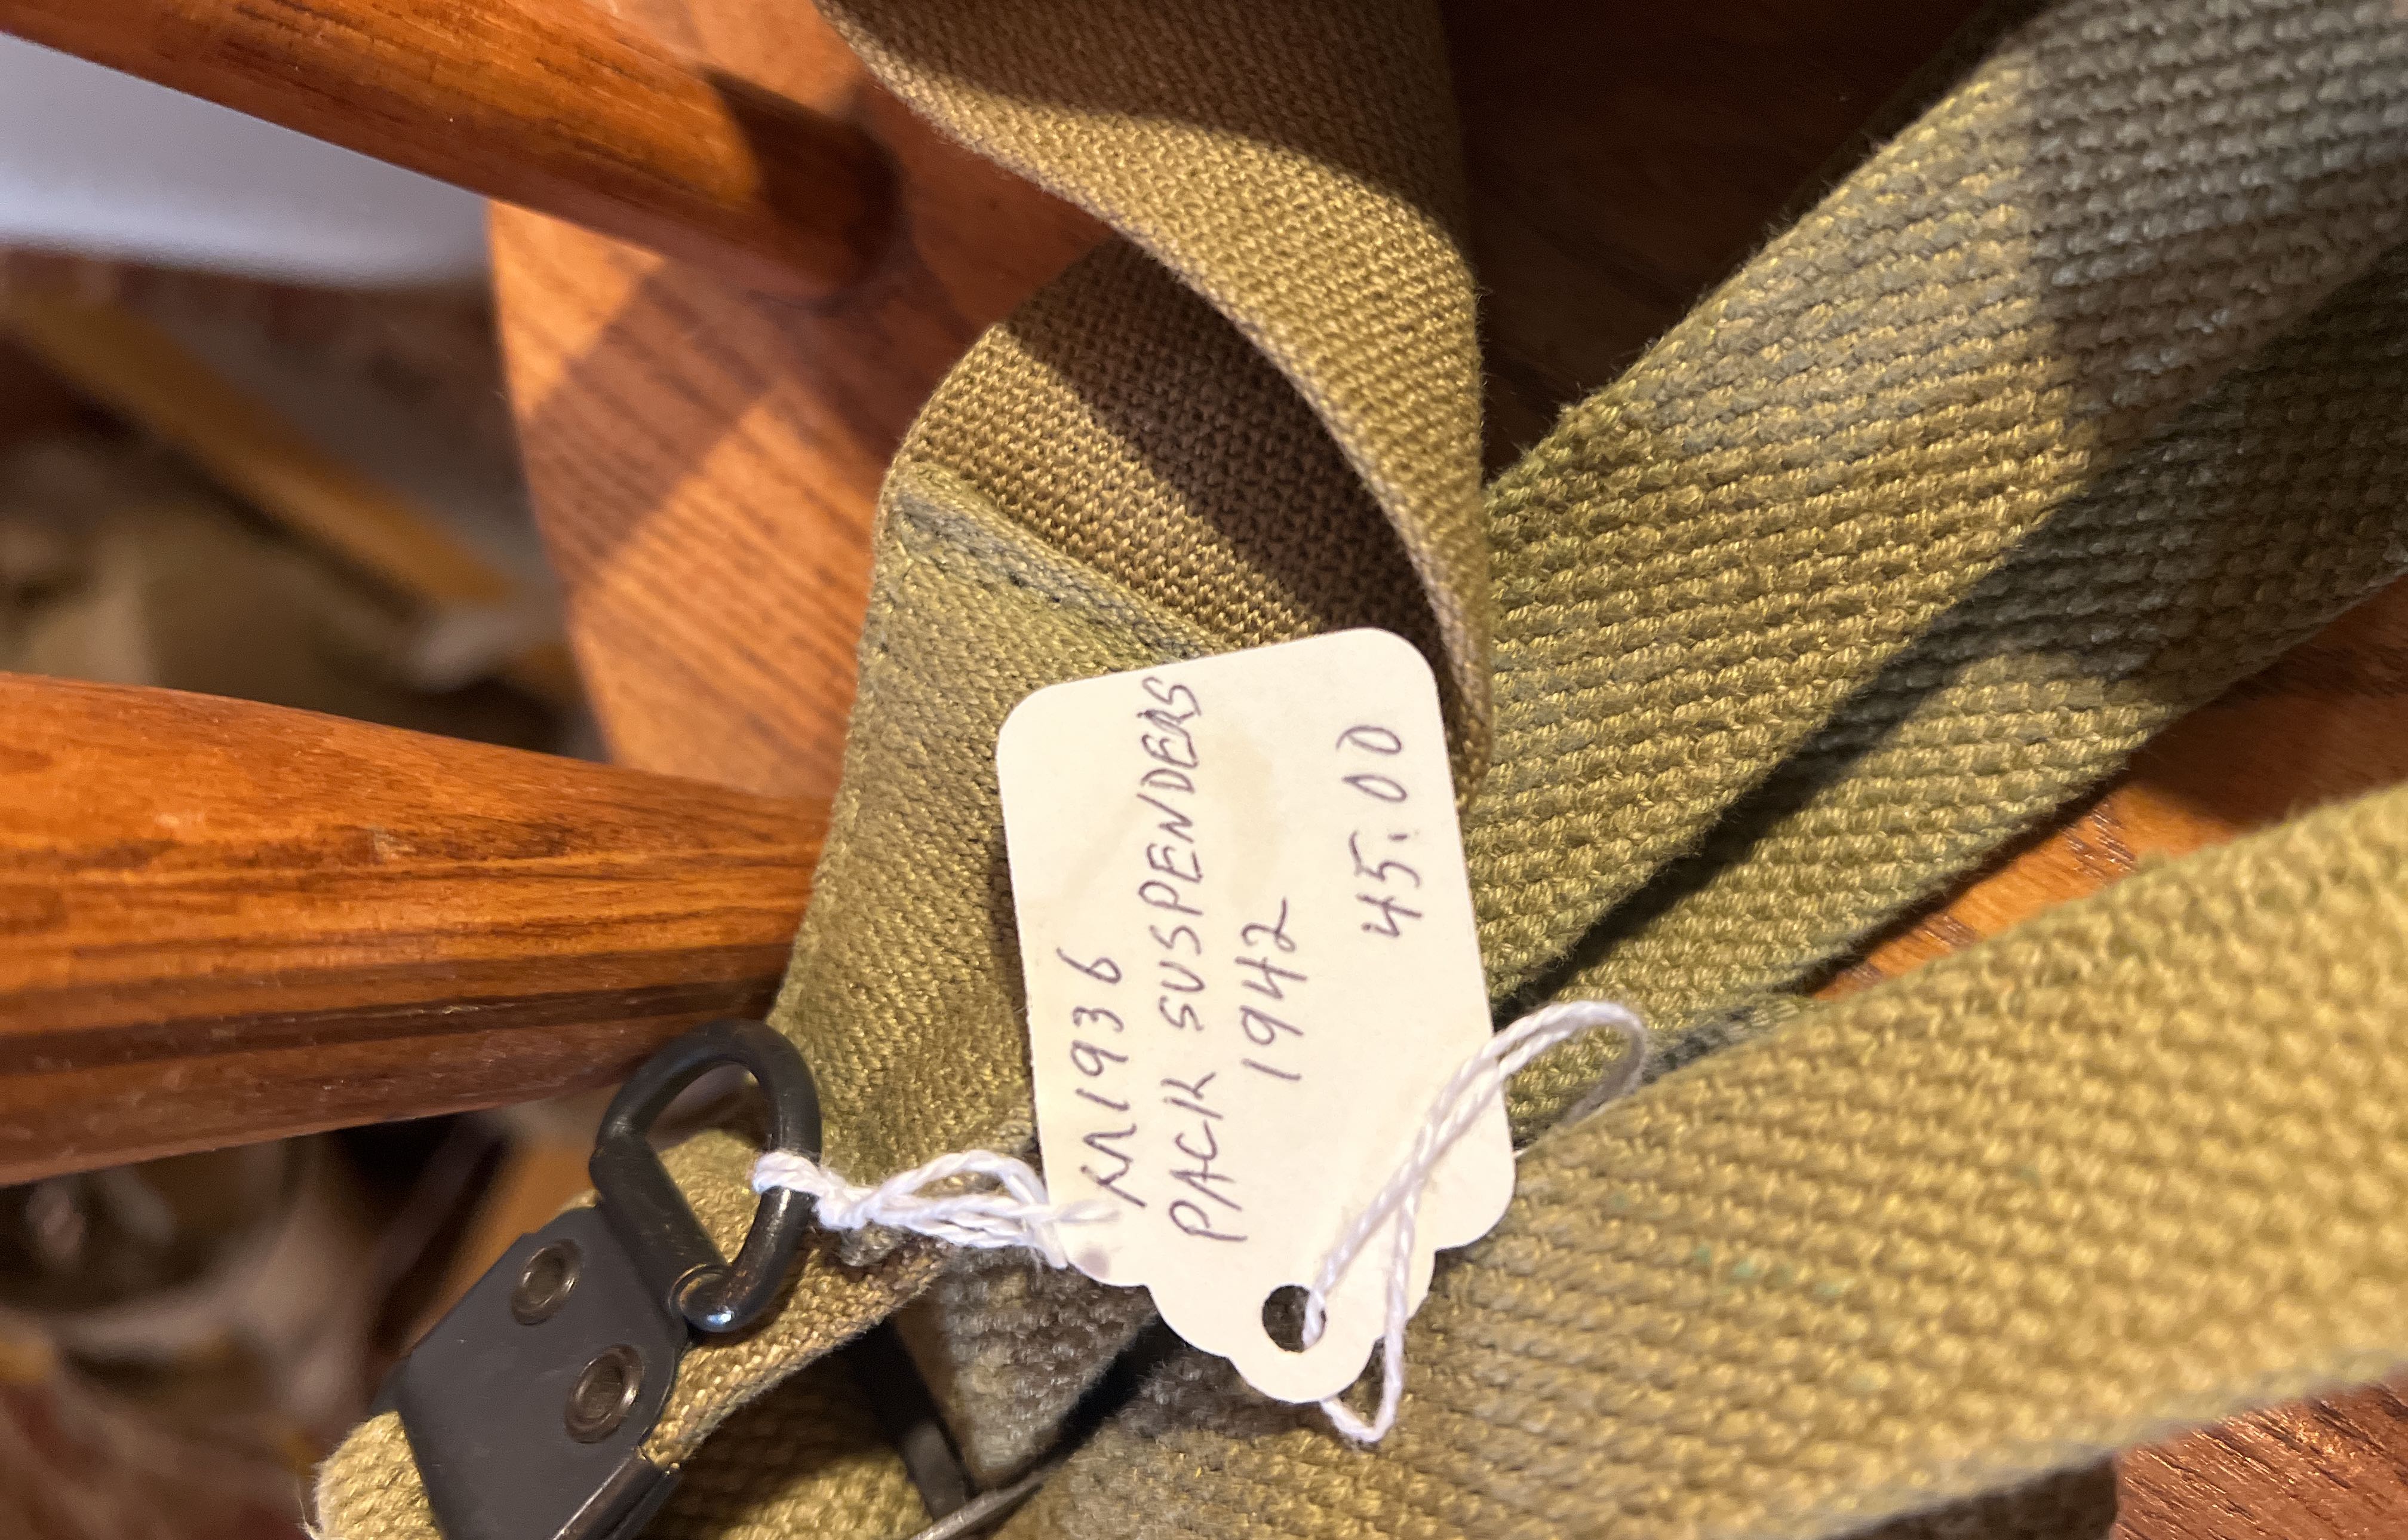 M1936
PACK SUSPENDERS
1942
45.00